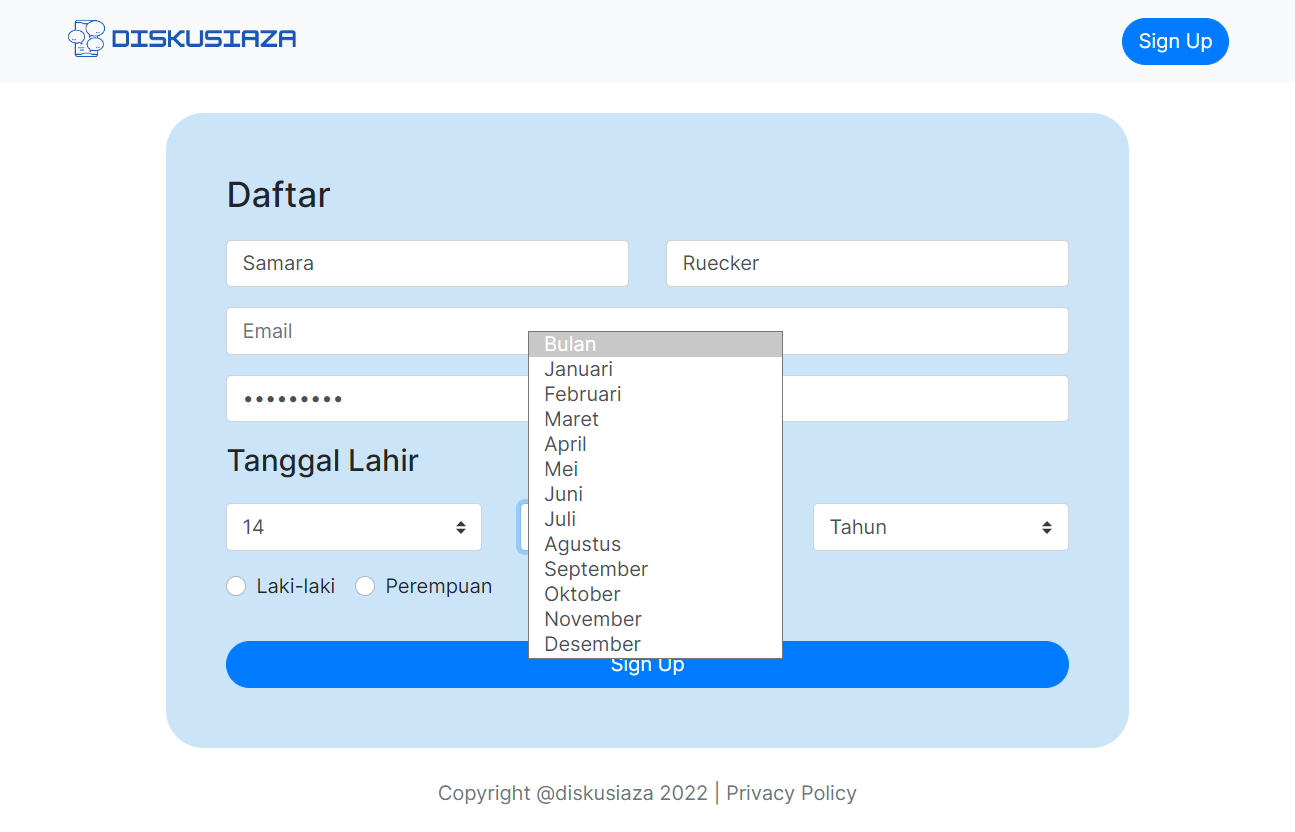 DISKUSIAZA
Sign Up
Daftar
Samara
Ruecker
Email
•••••••••
Tanggal Lahir
14
Tahun
Bulan
Januari
Februari
Maret
April
Mei
Juni
Juli
Agustus
September
Oktober
November
Desember
Laki-laki
Perempuan
Sign Up
Copyright @diskusiaza 2022 | Privacy Policy